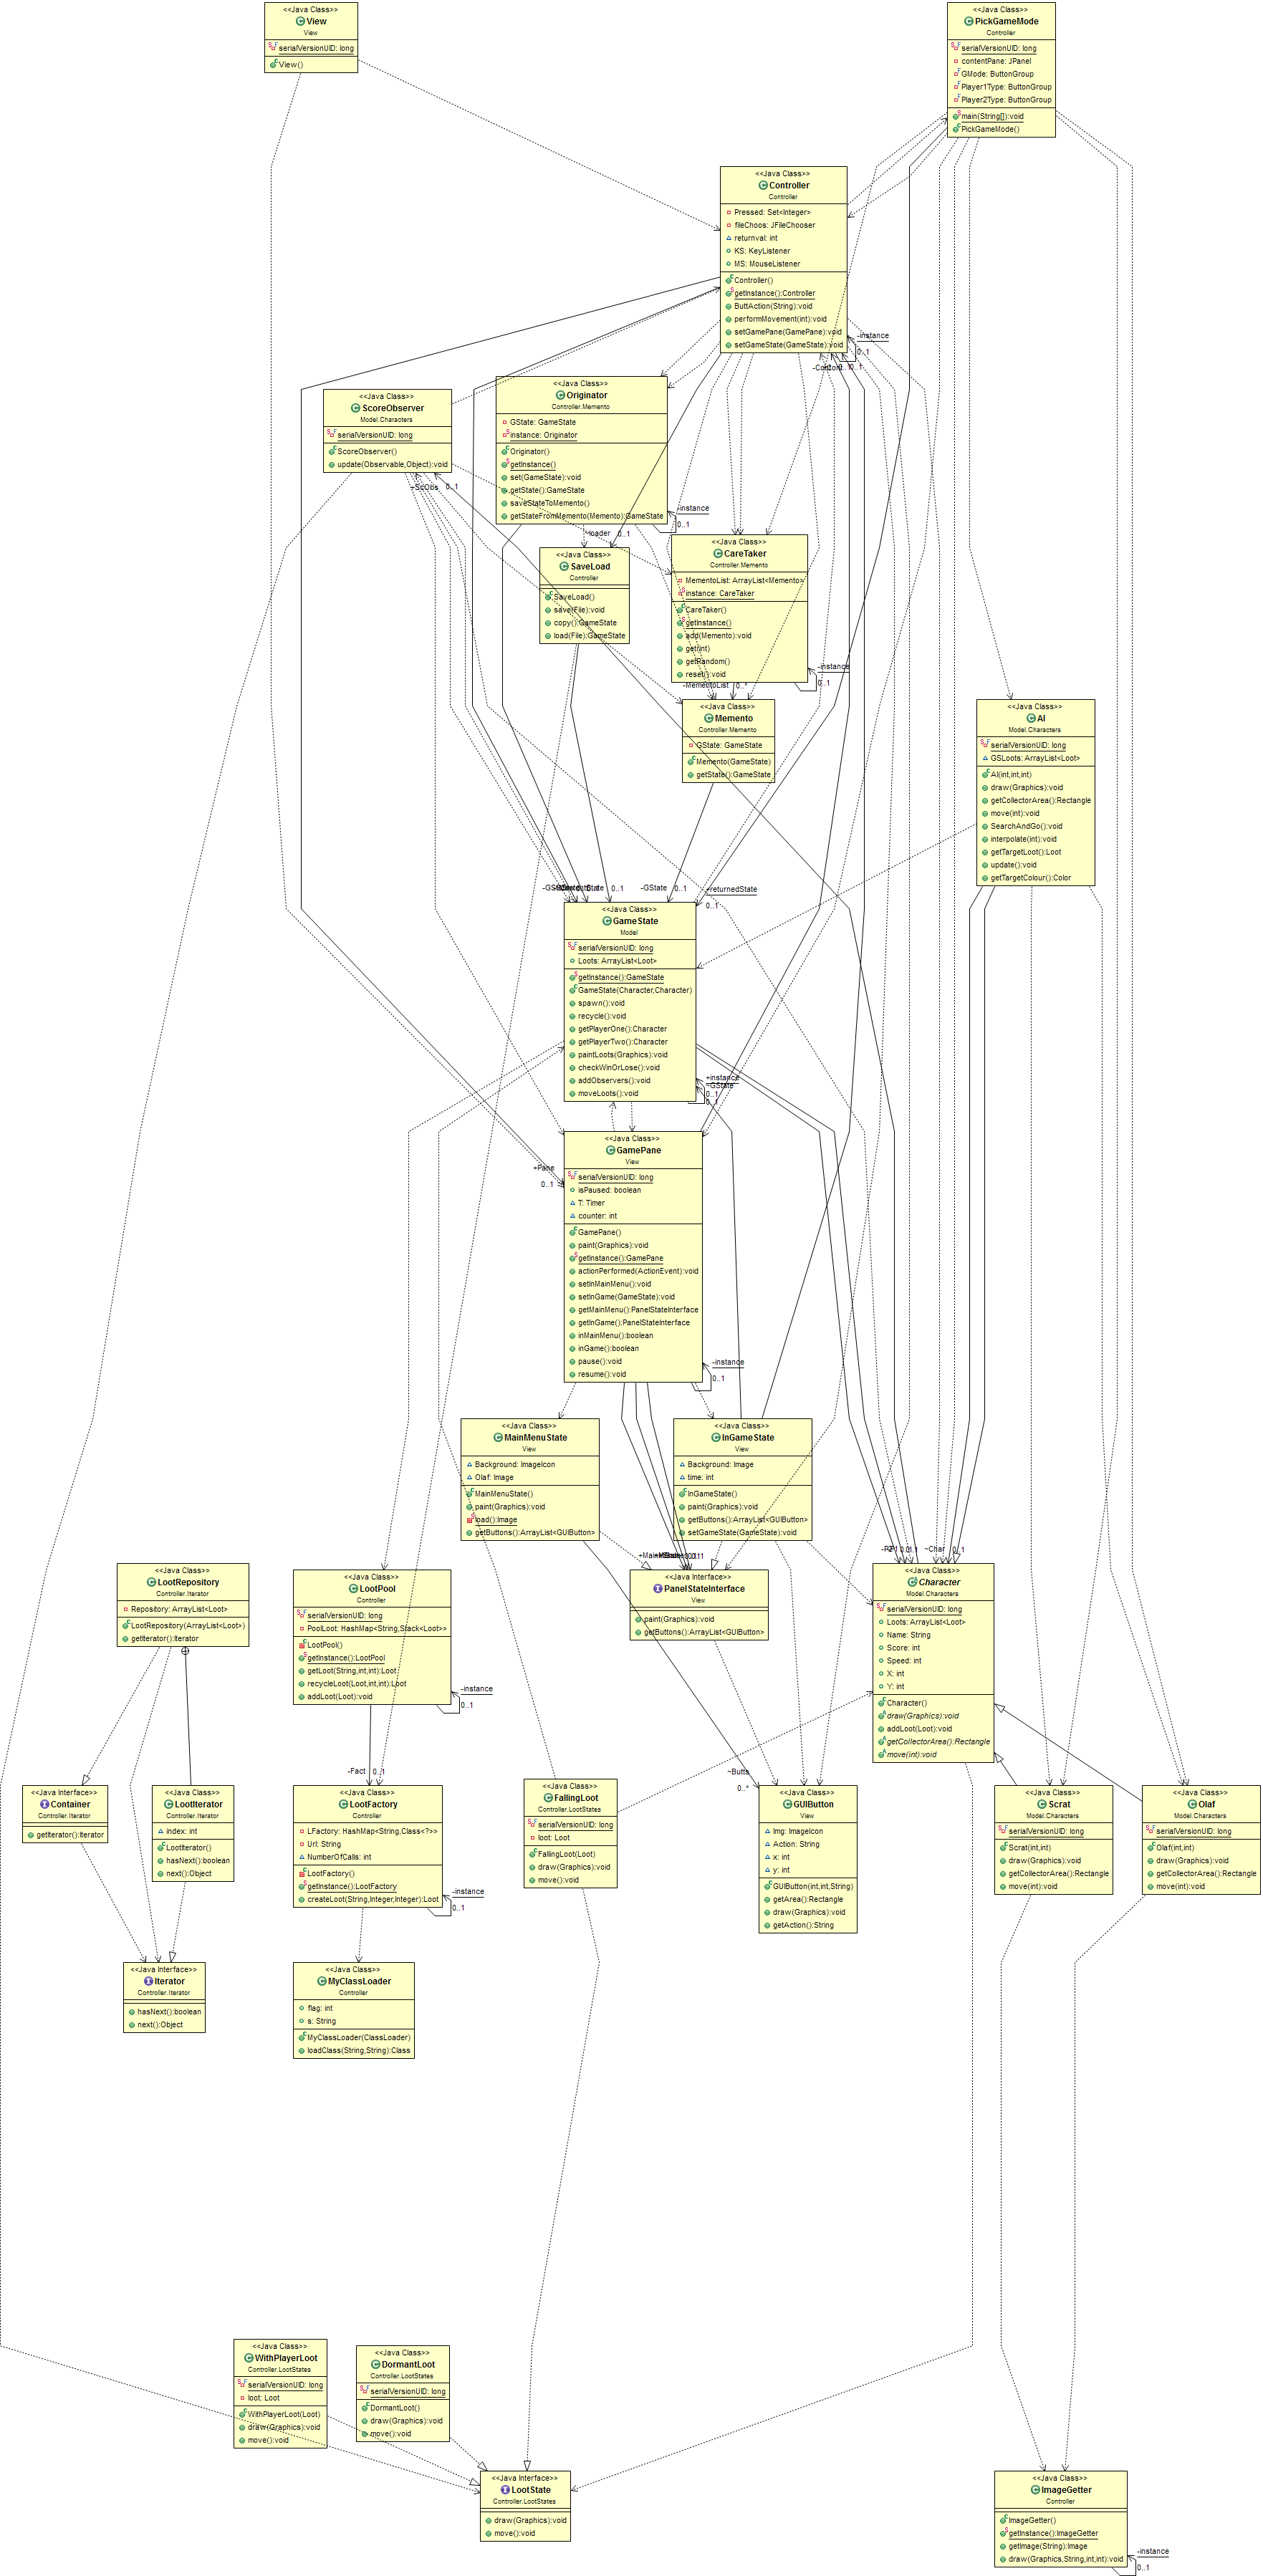 <<Java Class>>
View
View
serialVersionUID: long
View()
<<Java Class>>
PickGameMode
Controller
serialVersionUID: long
contentPane: JPanel
GMode: ButtonGroup
Player1Type: ButtonGroup
Player2Type: ButtonGroup
main(String[]):void
PickGameMode()
<<Java Class>>
Controller
Controller
Pressed: Set<Integer>
fileChoos: JFileChooser
returnval: int
KS: KeyListener
MS: MouseListener
Controller()
getInstance():Controller
ButtAction(String):void
performMovement(int):void
setGamePane(GamePane):void
setGameState(GameState):void
-instance
0..1
<<Java Class>>
ScoreObserver
Model.Characters
serialVersionUID: long
ScoreObserver()
update(Observable,Object):void
0..1
<<Java Class>>
Originator
Controller.Memento
GState: GameState
instance: Originator
Originator()
getInstance()
set(GameState):void
getState():GameState
saveStateToMemento()
getStateFromMemento(Memento):GameState
-instance
0..1
loader
0..1
<<Java Class>>
SaveLoad
Controller
SaveLoad()
save(File):void
copy():GameState
load(File):GameState
<<Java Class>>
CareTaker
Controller.Memento
MementoList: ArrayList<Memento>
instance: CareTaker
CareTaker()
getInstance()
add(Memento):void
get(int)
getRandom()
reset():void
-instance
0..1
-MementoList
0..*
<<Java Class>>
Memento
Controller.Memento
GState: GameState
Memento(GameState)
getState():GameState
<<Java Class>>
AI
Model.Characters
serialVersionUID: long
GSLoots: ArrayList<Loot>
AI(int,int,int)
draw(Graphics):void
getCollectorArea():Rectangle
move(int):void
SearchAndGo():void
interpolate(int):void
getTargetLoot():Loot
update():void
getTargetColour():Color
0..1
-GState
0..1
+returnedState
0..1
<<Java Class>>
GameState
Model
serialVersionUID: long
Loots: ArrayList<Loot>
getInstance():GameState
GameState(Character,Character)
spawn():void
recycle():void
getPlayerOne():Character
getPlayerTwo():Character
paintLoots(Graphics):void
checkWinOrLose():void
addObservers():void
moveLoots():void
+instance
~GState
0..1
0..1
<<Java Class>>
GamePane
View
serialVersionUID: long
isPaused: boolean
T: Timer
counter: int
GamePane()
paint(Graphics):void
getInstance():GamePane
actionPerformed(ActionEvent):void
setInMainMenu():void
setInGame(GameState):void
getMainMenu():PanelStateInterface
getInGame():PanelStateInterface
inMainMenu():boolean
inGame():boolean
pause():void
resume():void
+Pane
0..1
-instance
0..1
<<Java Class>>
MainMenuState
View
Background: ImageIcon
Olaf: Image
MainMenuState()
paint(Graphics):void
load():Image
getButtons():ArrayList<GUIButton>
<<Java Class>>
InGameState
View
Background: Image
time: int
InGameState()
paint(Graphics):void
getButtons():ArrayList<GUIButton>
setGameState(GameState):void
~Char
0..1
<<Java Class>>
LootRepository
Controller.Iterator
Repository: ArrayList<Loot>
LootRepository(ArrayList<Loot>)
getIterator():Iterator
<<Java Class>>
LootPool
Controller
serialVersionUID: long
PoolLoot: HashMap<String,Stack<Loot>>
LootPool()
getInstance():LootPool
getLoot(String,int,int):Loot
recycleLoot(Loot,int,int):Loot
addLoot(Loot):void
-instance
0..1
<<Java Interface>>
PanelStateInterface
View
paint(Graphics):void
getButtons():ArrayList<GUIButton>
<<Java Class>>
Character
Model.Characters
serialVersionUID: long
Loots: ArrayList<Loot>
Name: String
Score: int
Speed: int
X: int
Y: int
Character()
draw(Graphics):void
addLoot(Loot):void
getCollectorArea():Rectangle
move(int):void
-Fact
0..1
~Butts
0..*
<<Java Interface>>
Container
Controller.Iterator
getIterator():Iterator
<<Java Class>>
LootIterator
Controller.Iterator
index: int
LootIterator()
hasNext():boolean
next():Object
<<Java Class>>
LootFactory
Controller
LFactory: HashMap<String,Class<?>>
Url: String
NumberOfCalls: int
LootFactory()
getInstance():LootFactory
createLoot(String,Integer,Integer):Loot
-instance
0..1
<<Java Class>>
FallingLoot
Controller.LootStates
serialVersionUID: long
loot: Loot
FallingLoot(Loot)
draw(Graphics):void
move():void
<<Java Class>>
GUIButton
View
Img: ImageIcon
Action: String
x: int
y: int
GUIButton(int,int,String)
getArea():Rectangle
draw(Graphics):void
getAction():String
<<Java Class>>
Scrat
Model.Characters
serialVersionUID: long
Scrat(int,int)
draw(Graphics):void
getCollectorArea():Rectangle
move(int):void
<<Java Class>>
Olaf
Model.Characters
serialVersionUID: long
Olaf(int,int)
draw(Graphics):void
getCollectorArea():Rectangle
move(int):void
<<Java Interface>>
Iterator
Controller.Iterator
hasNext():boolean
next():Object
<<Java Class>>
MyClassLoader
Controller
flag: int
s: String
MyClassLoader(ClassLoader)
loadClass(String,String):Class
<<Java Class>>
WithPlayerLoot
Controller.LootStates
serialVersionUID: long
loot: Loot
WithPlayerLoot(Loot)
draw(Graphics):void
move():void
<<Java Class>>
DormantLoot
Controller.LootStates
serialVersionUID: long
DormantLoot()
draw(Graphics):void
move():void
<<Java Interface>>
LootState
Controller.LootStates
draw(Graphics):void
move():void
<<Java Class>>
ImageGetter
Controller
ImageGetter()
getInstance():ImageGetter
getImage(String):Image
draw(Graphics,String,int,int):void
-instance
0..1